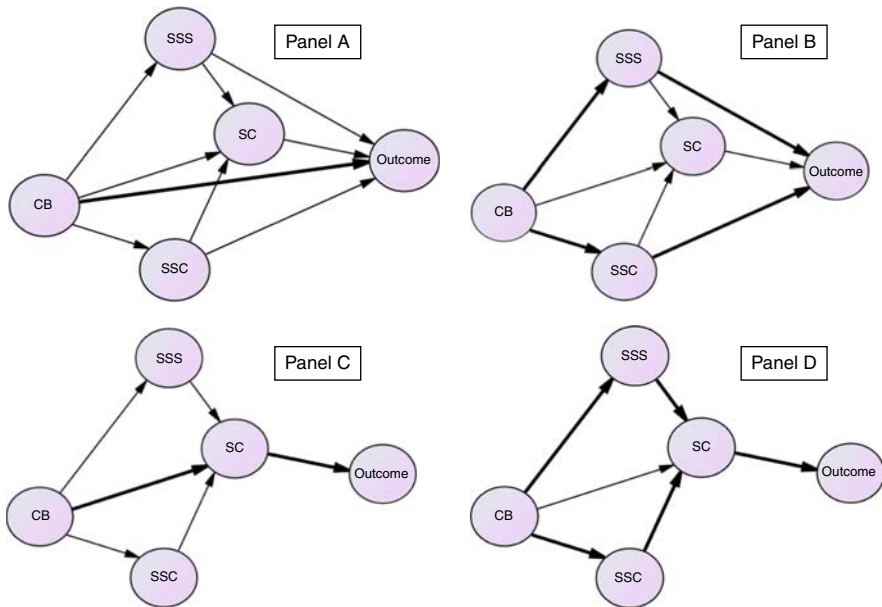 Panel A
SSS
SC
Outcome
CB
SSC
Panel B
SSS
SC
Outcome
CB
SSC
Panel C
SSS
SC
Outcome
CB
SSC
Panel D
SSS
SC
Outcome
CB
SSC